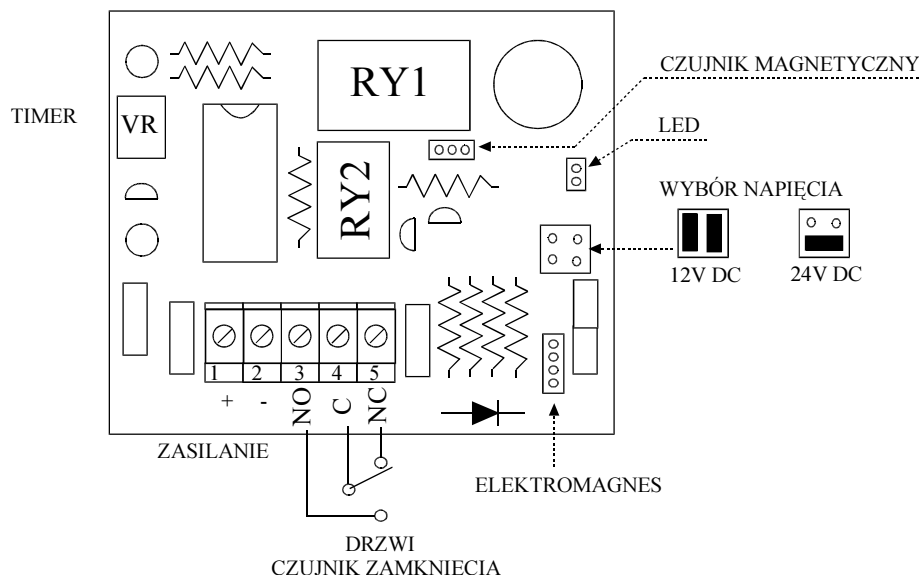 CZUJNIK MAGNETYCZNY
RY1
TIMER
VR
LED
RY2
WYBÓR NAPIĘCIA
12V DC
24V DC
1 2 3 4 5
+ - NO C NC
ZASILANIE
ELEKTROMAGNES
DRZWI
CZUJNIK ZAMKNIĘCIA